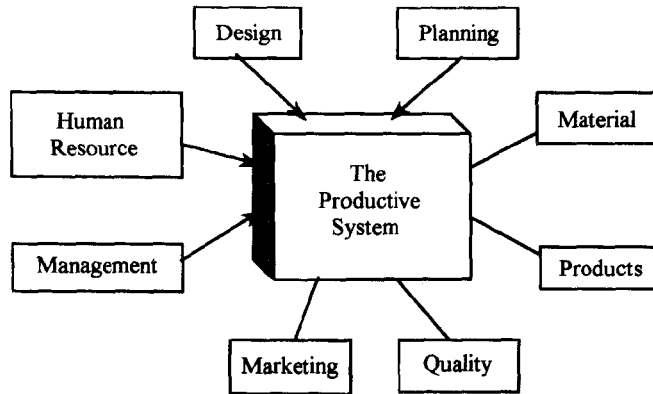 Design
Planning
Human
Resource
Material
The
Productive
System
Management
Products
Marketing
Quality